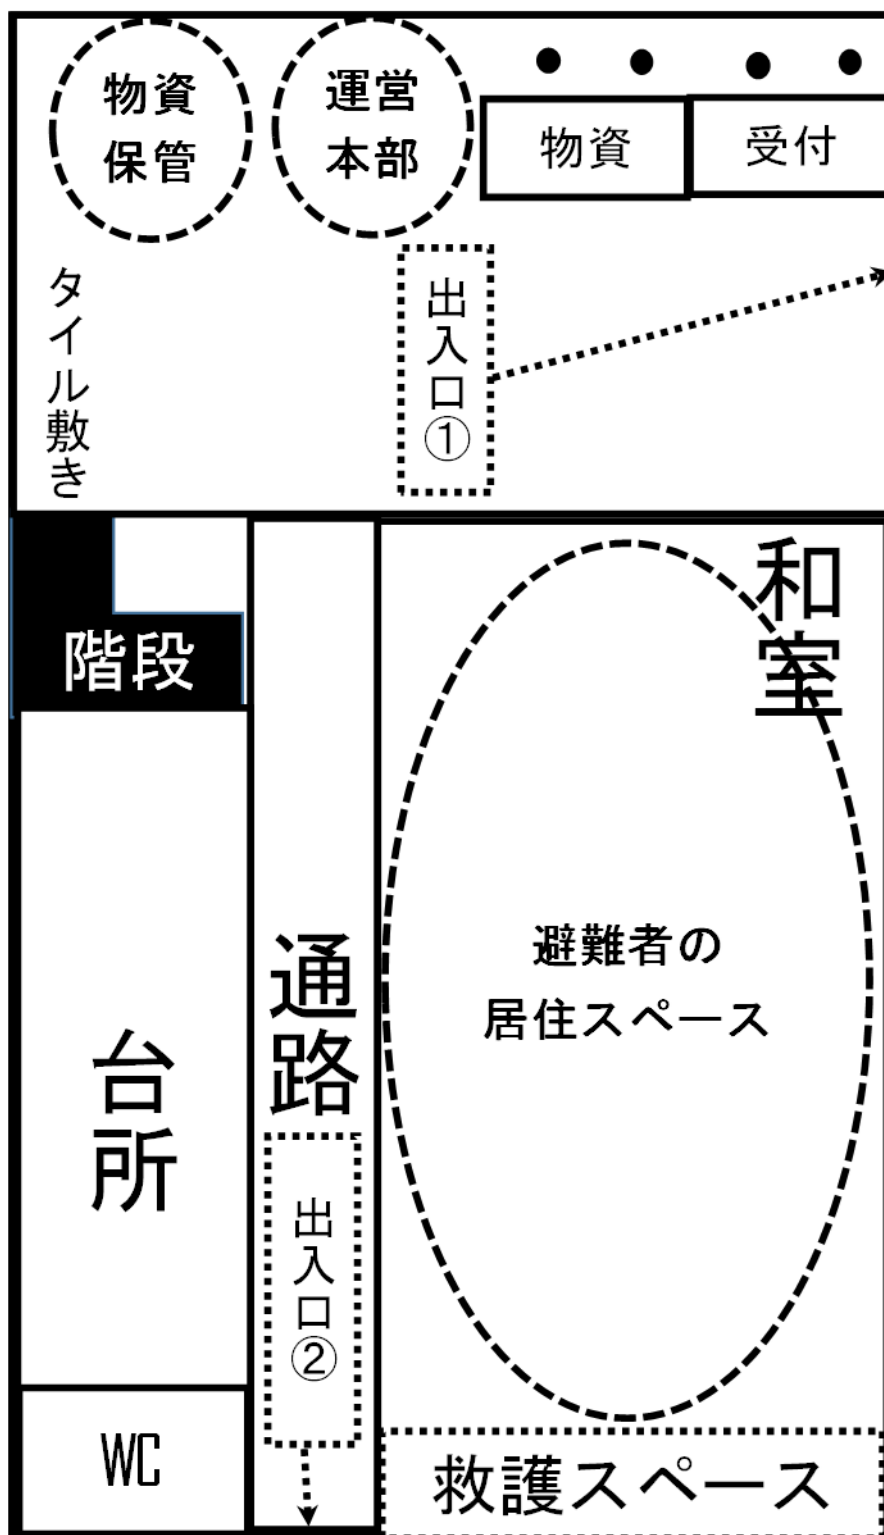 物資
保管
運営
本部
物資
受付
タイル敷き
出入口①
階段
和室
避難者の
居住スペース
通路
台所
出入口②
WC
救護スペース